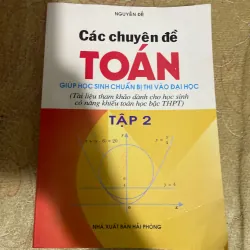 NGUYỄN ĐỄ
Các chuyên đề
TOÁN
GIÚP HỌC SINH CHUẨN BỊ THI VÀO ĐẠI HỌC
(Tài liệu tham khảo dành cho học sinh
có năng khiếu toán học bậc THPT)
TẬP 2
NHÀ XUẤT BẢN HẢI PHÒNG